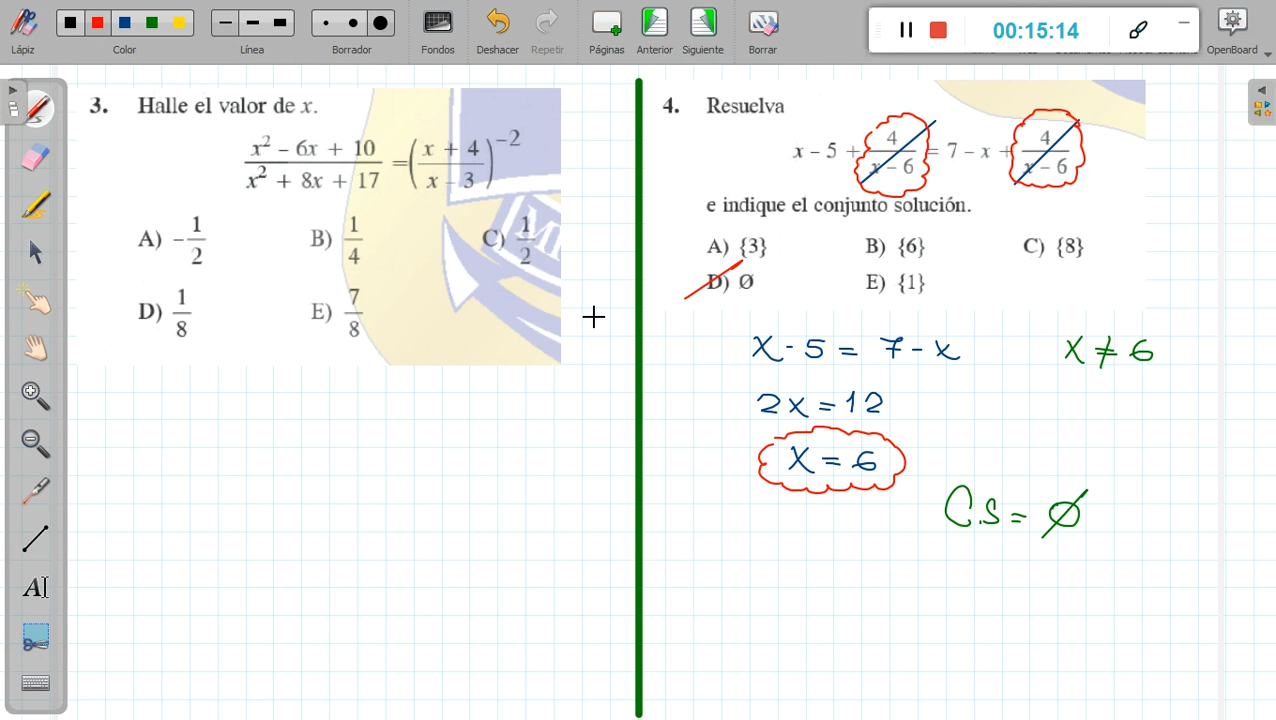 Lápiz Color Línea Borrador Fondos Deshacer Repetir Páginas Anterior Siguiente Borrar 00:15:14 OpenBoard
3. Halle el valor de x.
x² – 6x + 10 / x² + 8x + 17 = (x + 4 / x – 3)⁻²
A) –1/2 B) 1/4 C) 1/2
D) 1/8 E) 7/8
4. Resuelva
x – 5 + 4/(x – 6) = 7 – x + 4/(x – 6)
e indique el conjunto solución.
A) {3} B) {6} C) {8}
D) Ø E) {1}
x - 5 = 7 - x x ≠ 6
2x = 12
x = 6
C.S = Ø